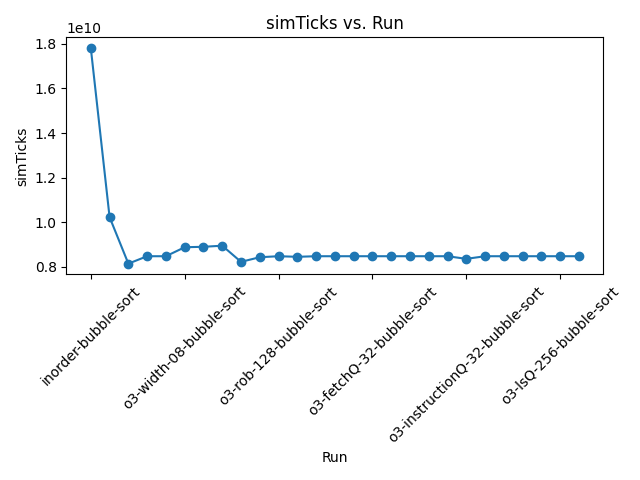 simTicks vs. Run
1e10
1.8
1.6
1.4
1.2
1.0
0.8
simTicks
inorder-bubble-sort
o3-width-08-bubble-sort
o3-rob-128-bubble-sort
o3-fetchQ-32-bubble-sort
o3-instructionQ-32-bubble-sort
o3-lsQ-256-bubble-sort
Run